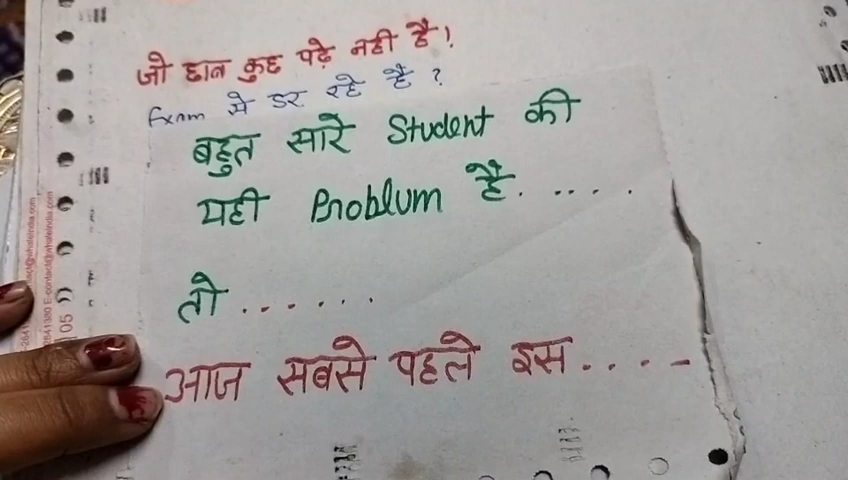 जो छात्र कुछ पढ़े नही है!
Exam मे डर रहे है ?
बहुत सारे Student की
यही Problum है.....
तो ......
आज सबसे पहले इस.... -